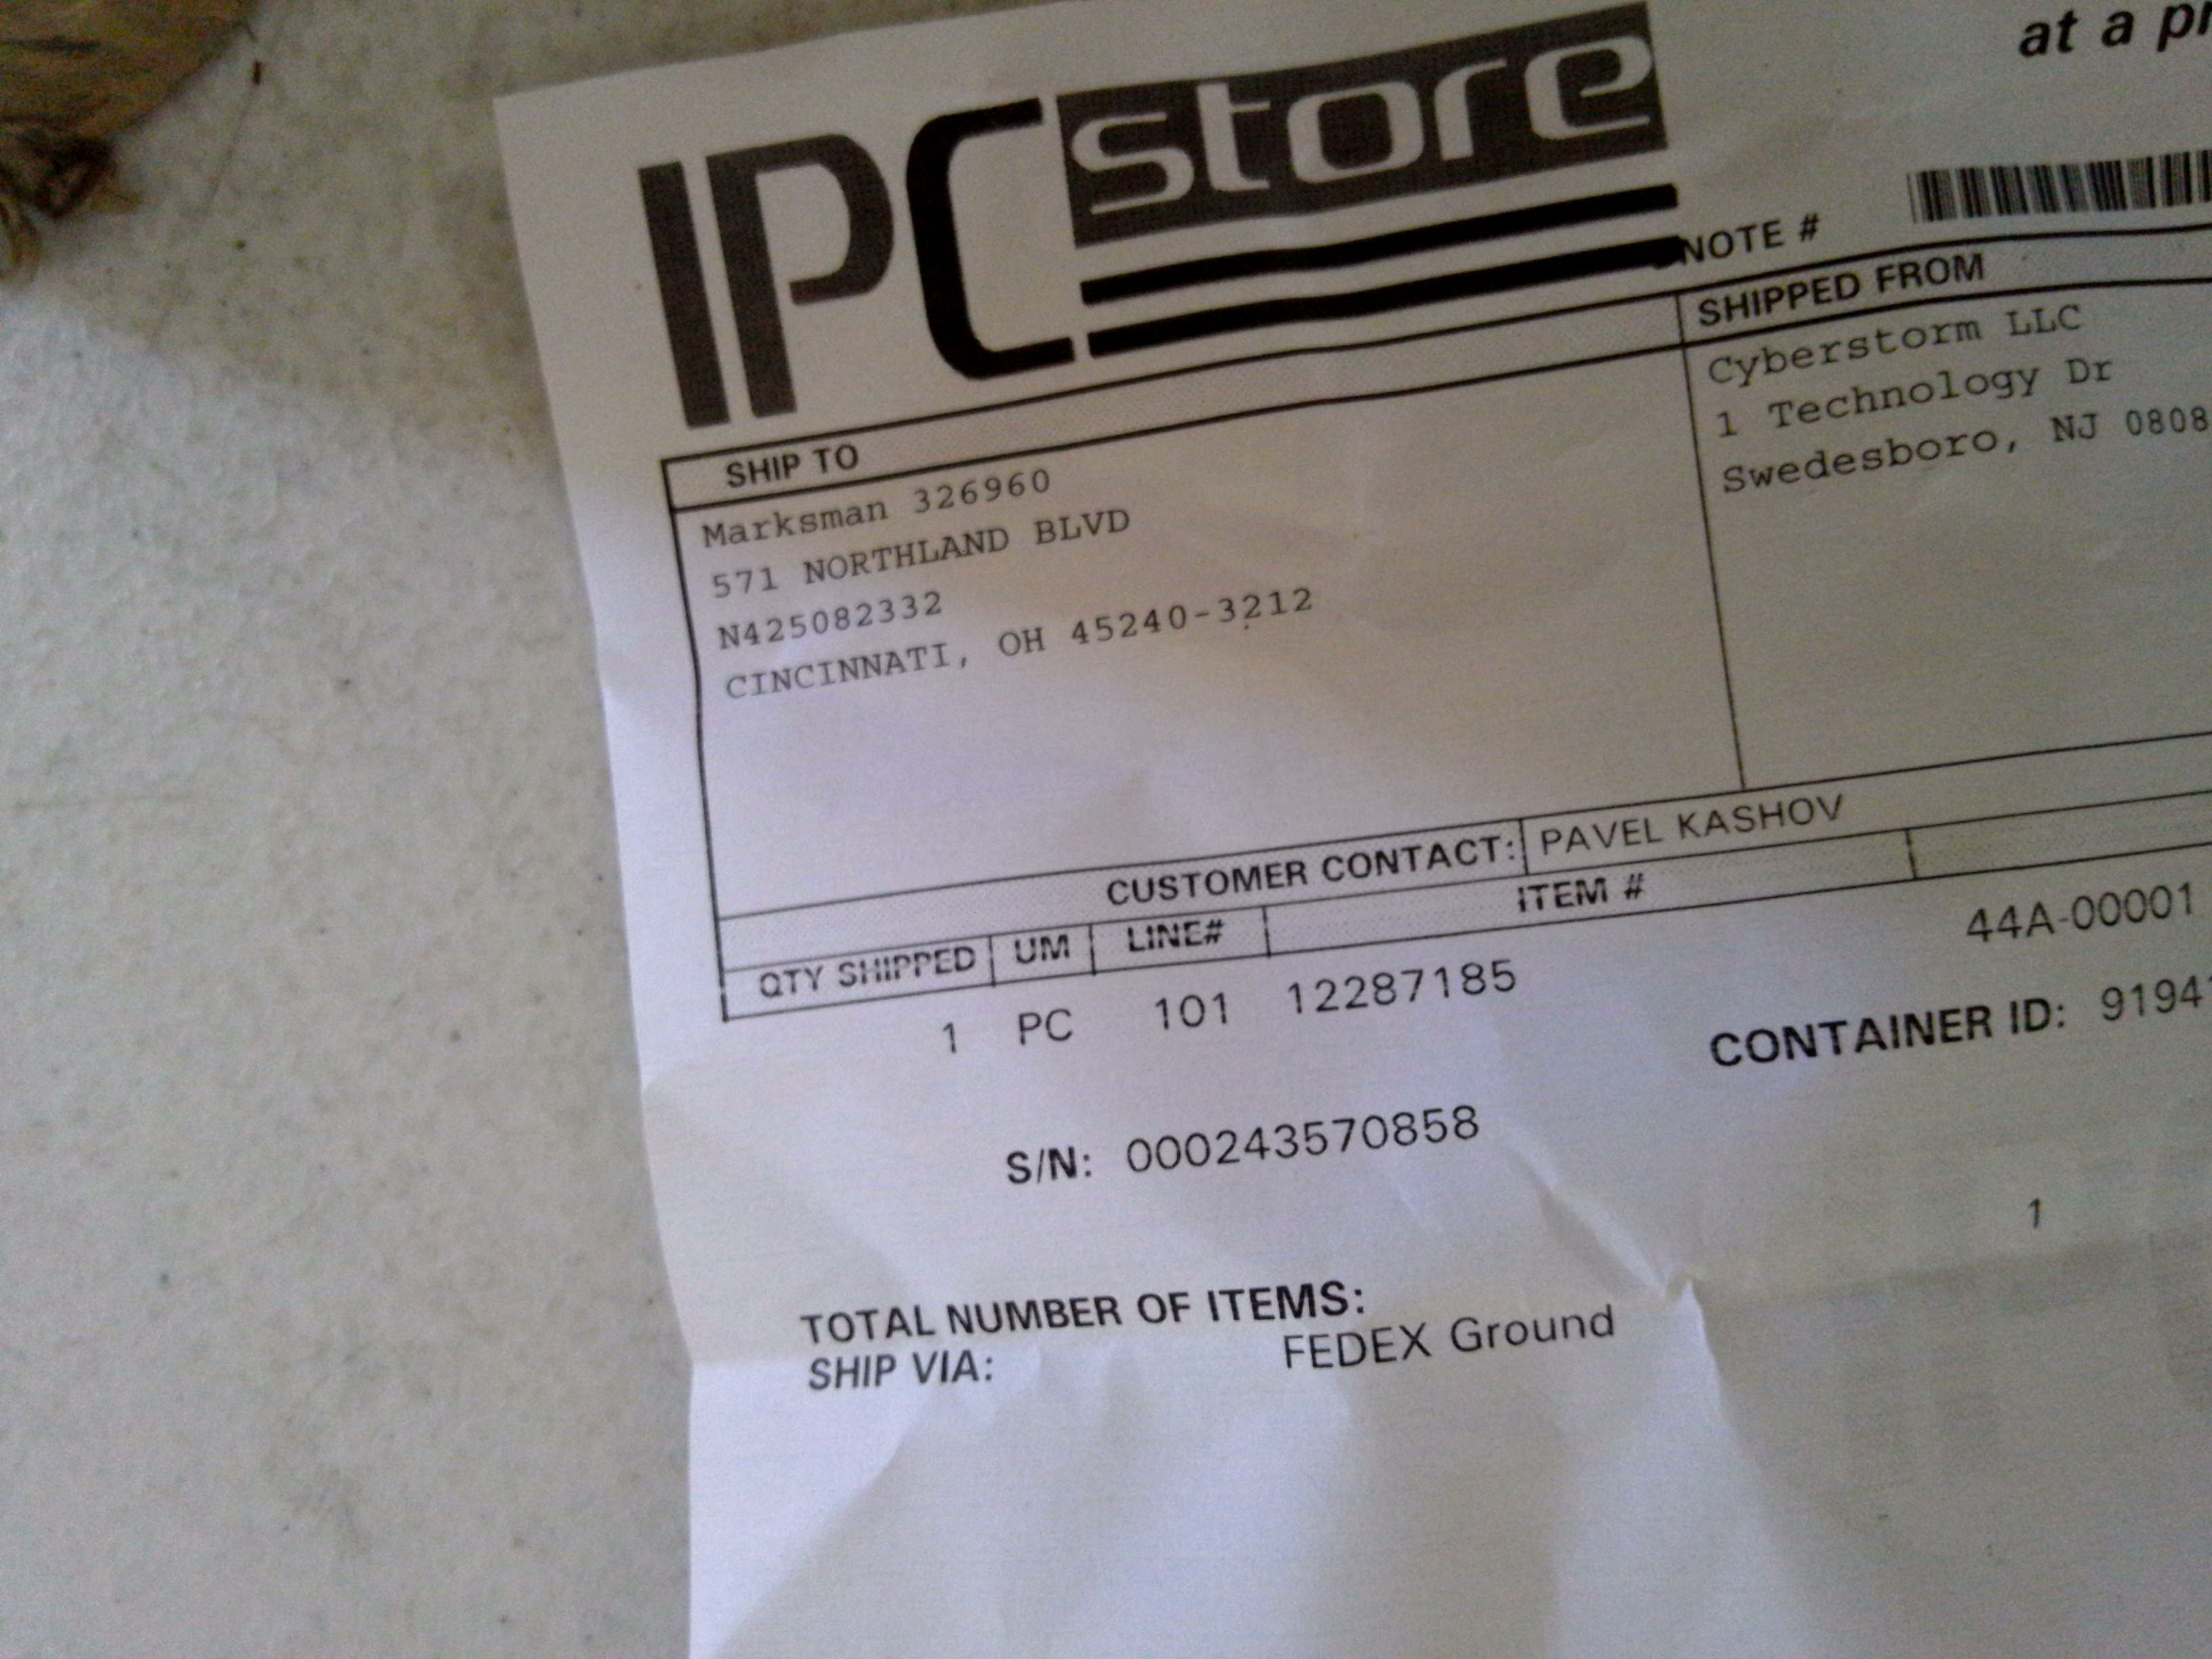 at a
IPC store
NOTE #
SHIP TO
SHIPPED FROM
Marksman 326960
571 NORTHLAND BLVD
N425082332
CINCINNATI, OH 45240-3212
Cyberstorm LLC
1 Technology Dr
Swedesboro, NJ 0808
CUSTOMER CONTACT: PAVEL KASHOV
QTY SHIPPED UM LINE# ITEM #
1 PC 101 12287185 44A-00001
CONTAINER ID: 9194
S/N: 000243570858
TOTAL NUMBER OF ITEMS: 1
SHIP VIA: FEDEX Ground